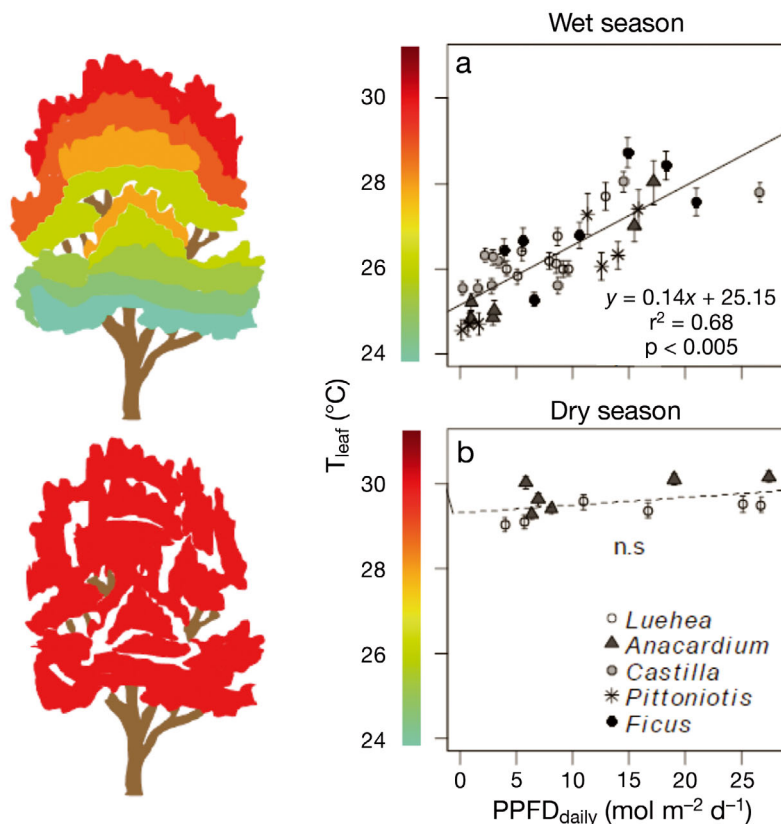 Wet season
a
30
28
26
24
y = 0.14x + 25.15
r² = 0.68
p < 0.005
T_leaf (°C)
Dry season
b
30
28
26
24
n.s
Luehea
Anacardium
Castilla
Pittoniotis
Ficus
0 5 10 15 20 25
PPFD_daily (mol m⁻² d⁻¹)